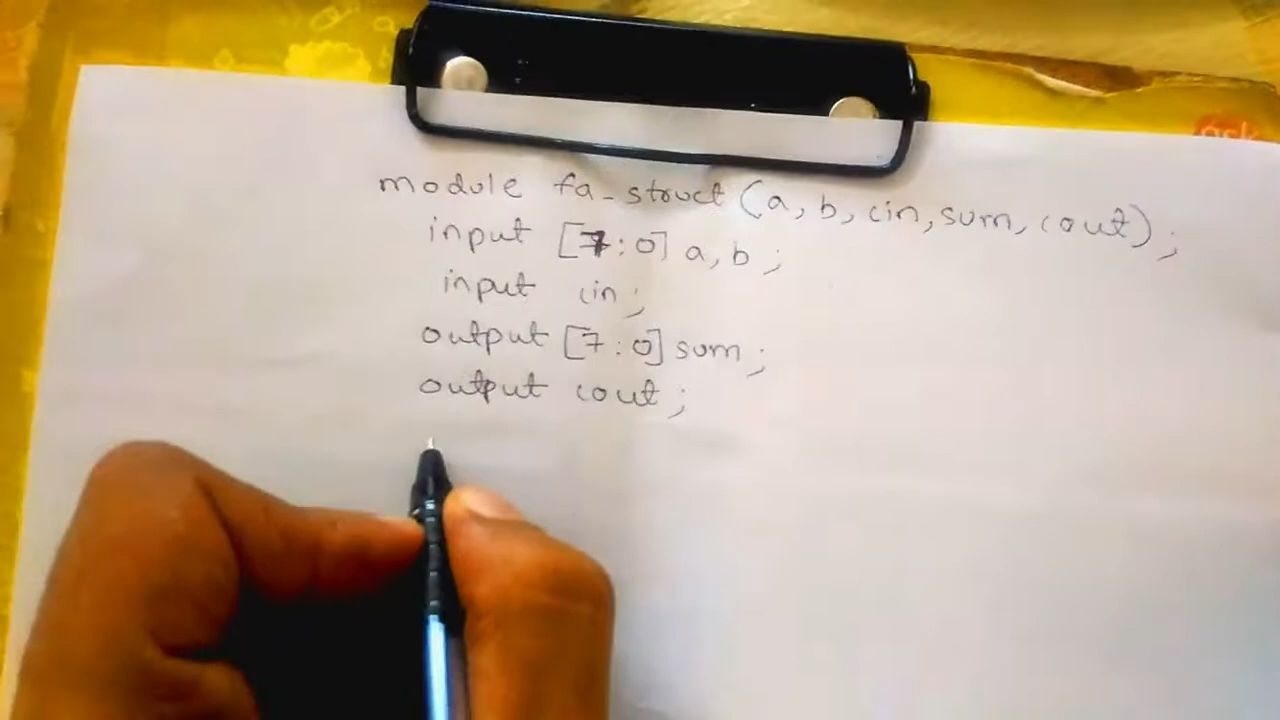 module fa_struct (a, b, cin, sum, cout);
input [7:0] a, b;
input cin;
output [7:0] sum;
output cout;